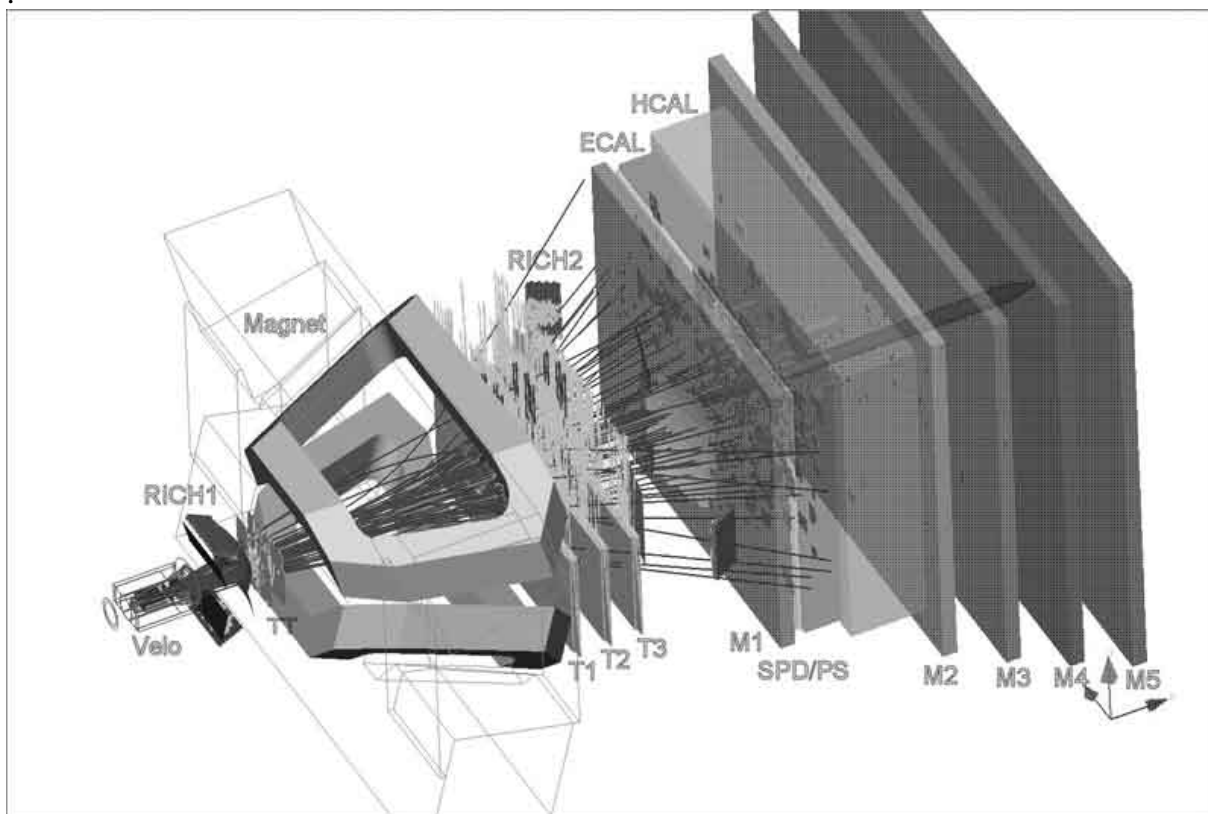 HCAL
ECAL
RICH2
Magnet
RICH1
TT
Velo
T1
T2
T3
M1
SPD/PS
M2
M3
M4
M5